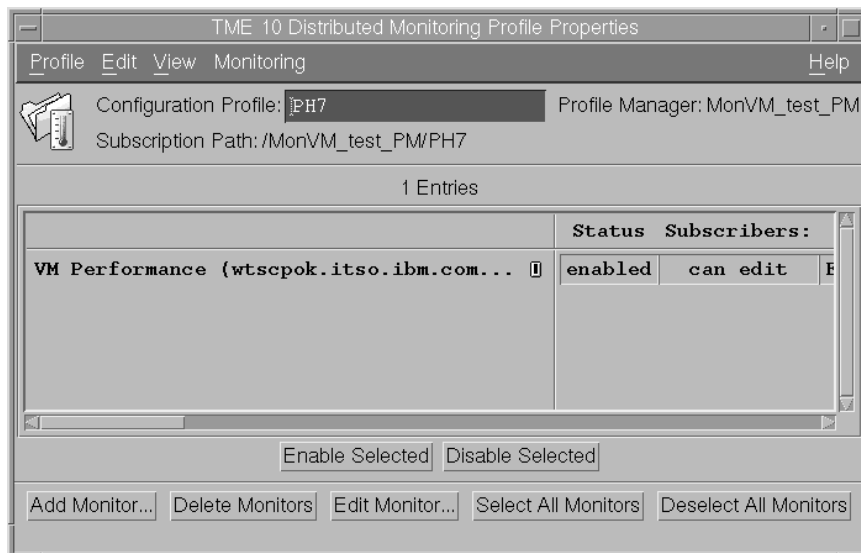 TME 10 Distributed Monitoring Profile Properties
Profile Edit View Monitoring Help
Configuration Profile: PH7 Profile Manager: MonVM_test_PM
Subscription Path: /MonVM_test_PM/PH7
1 Entries
Status Subscribers:
VM Performance (wtscpok.itso.ibm.com... enabled can edit E
Enable Selected Disable Selected
Add Monitor... Delete Monitors Edit Monitor... Select All Monitors Deselect All Monitors